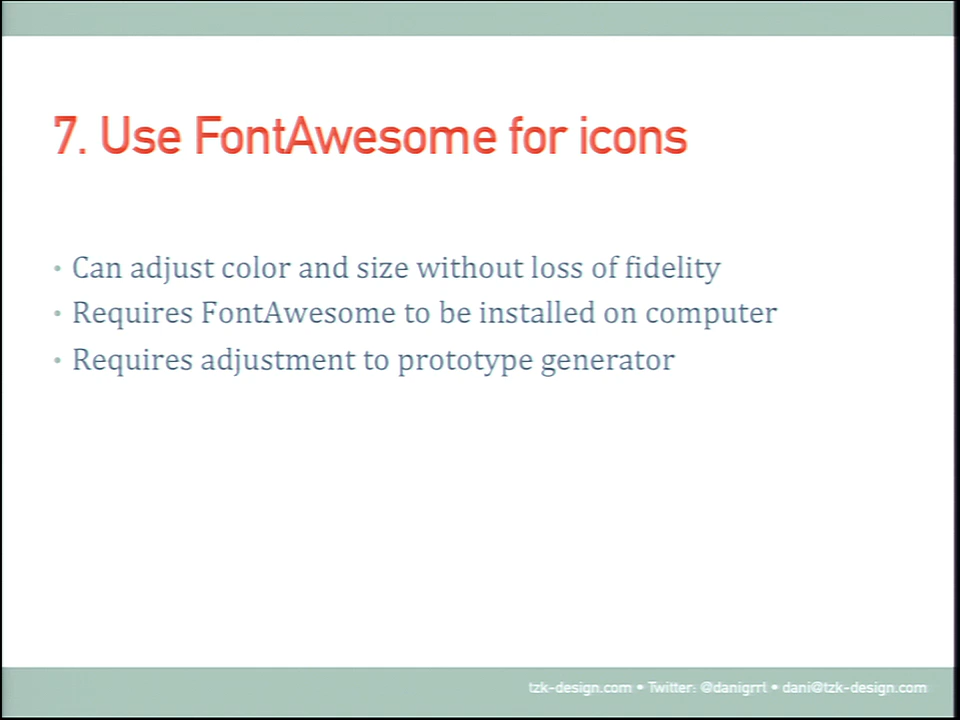 7. Use FontAwesome for icons
• Can adjust color and size without loss of fidelity
• Requires FontAwesome to be installed on computer
• Requires adjustment to prototype generator
tzk-design.com • Twitter: @danigrrl • dani@tzk-design.com